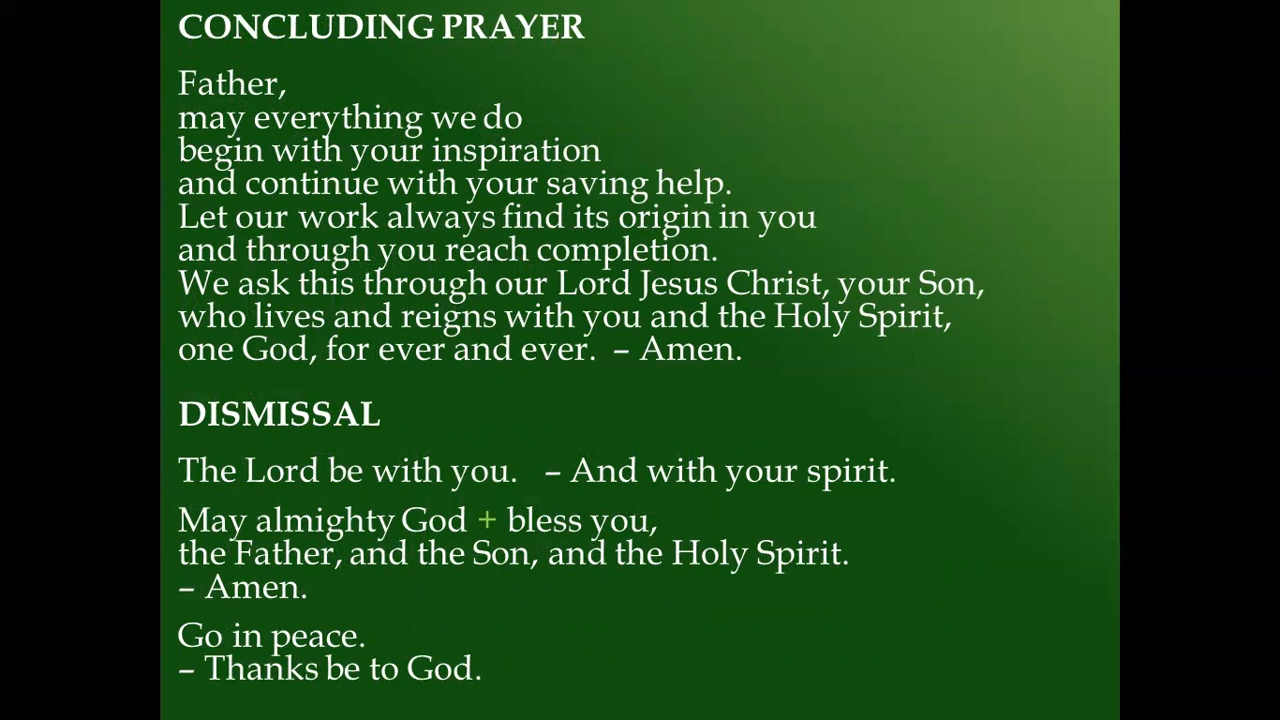 CONCLUDING PRAYER
Father,
may everything we do
begin with your inspiration
and continue with your saving help.
Let our work always find its origin in you
and through you reach completion.
We ask this through our Lord Jesus Christ, your Son,
who lives and reigns with you and the Holy Spirit,
one God, for ever and ever. – Amen.
DISMISSAL
The Lord be with you. – And with your spirit.
May almighty God + bless you,
the Father, and the Son, and the Holy Spirit.
– Amen.
Go in peace.
– Thanks be to God.